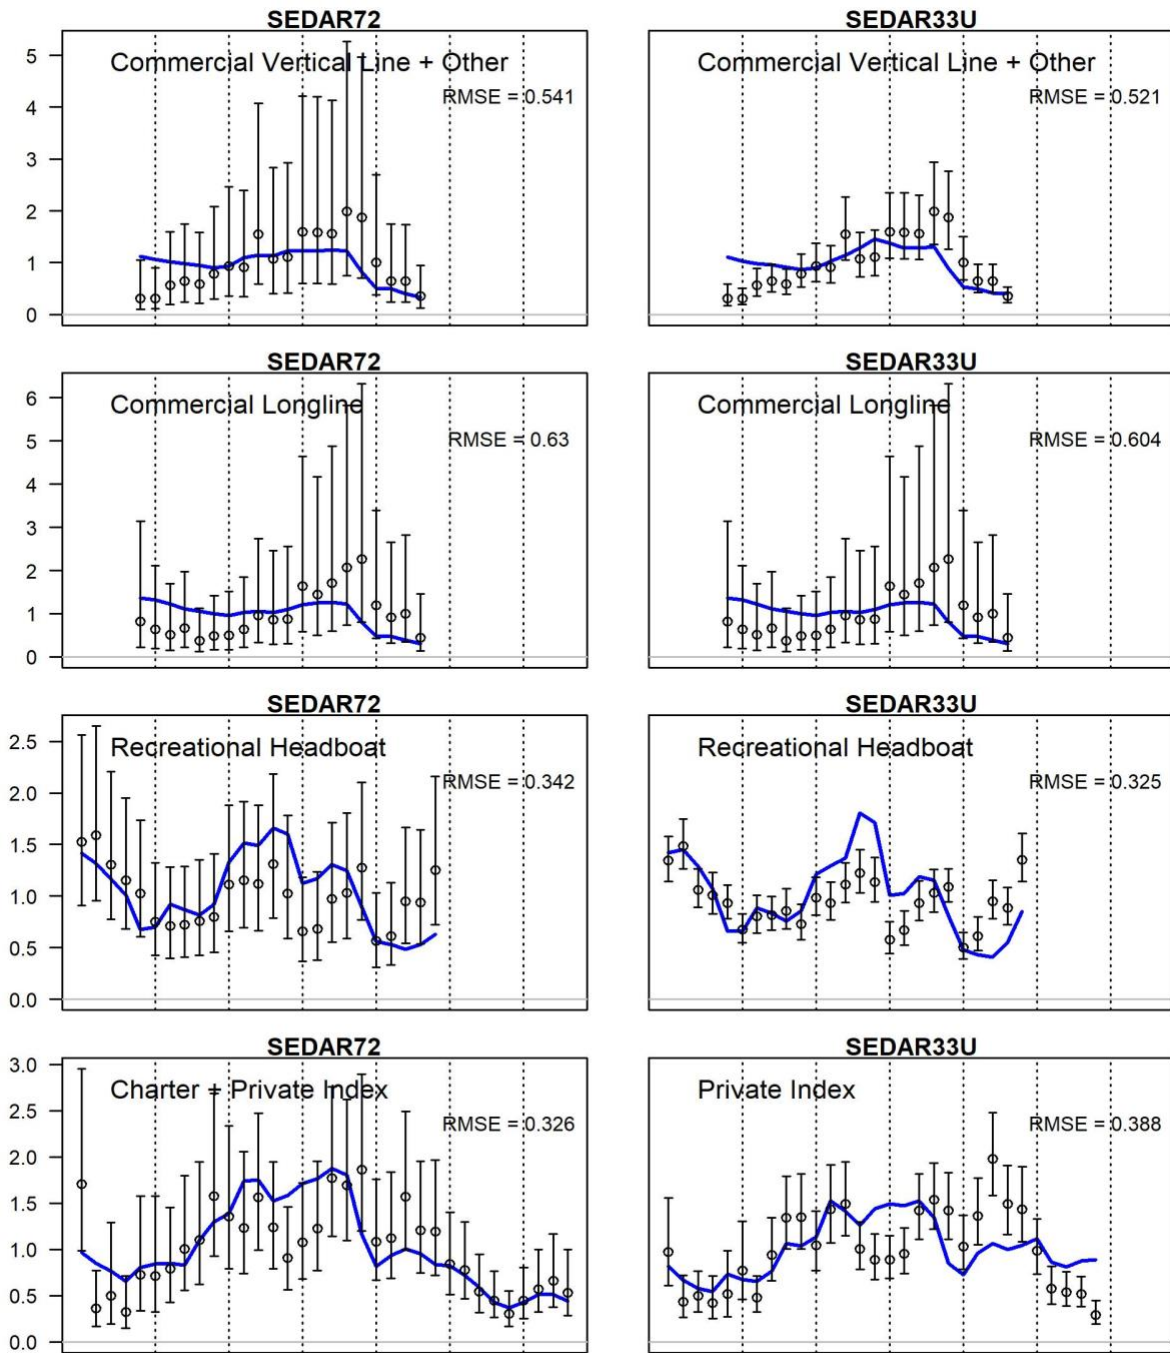 SEDAR72 SEDAR33U
Commercial Vertical Line + Other Commercial Vertical Line + Other
RMSE = 0.541 RMSE = 0.521
5
4
3
2
1
0
SEDAR72 SEDAR33U
Commercial Longline Commercial Longline
RMSE = 0.63 RMSE = 0.604
6
5
4
3
2
1
0
SEDAR72 SEDAR33U
Recreational Headboat Recreational Headboat
RMSE = 0.342 RMSE = 0.325
2.5
2.0
1.5
1.0
0.5
0.0
SEDAR72 SEDAR33U
Charter + Private Index Private Index
RMSE = 0.326 RMSE = 0.388
3.0
2.5
2.0
1.5
1.0
0.5
0.0